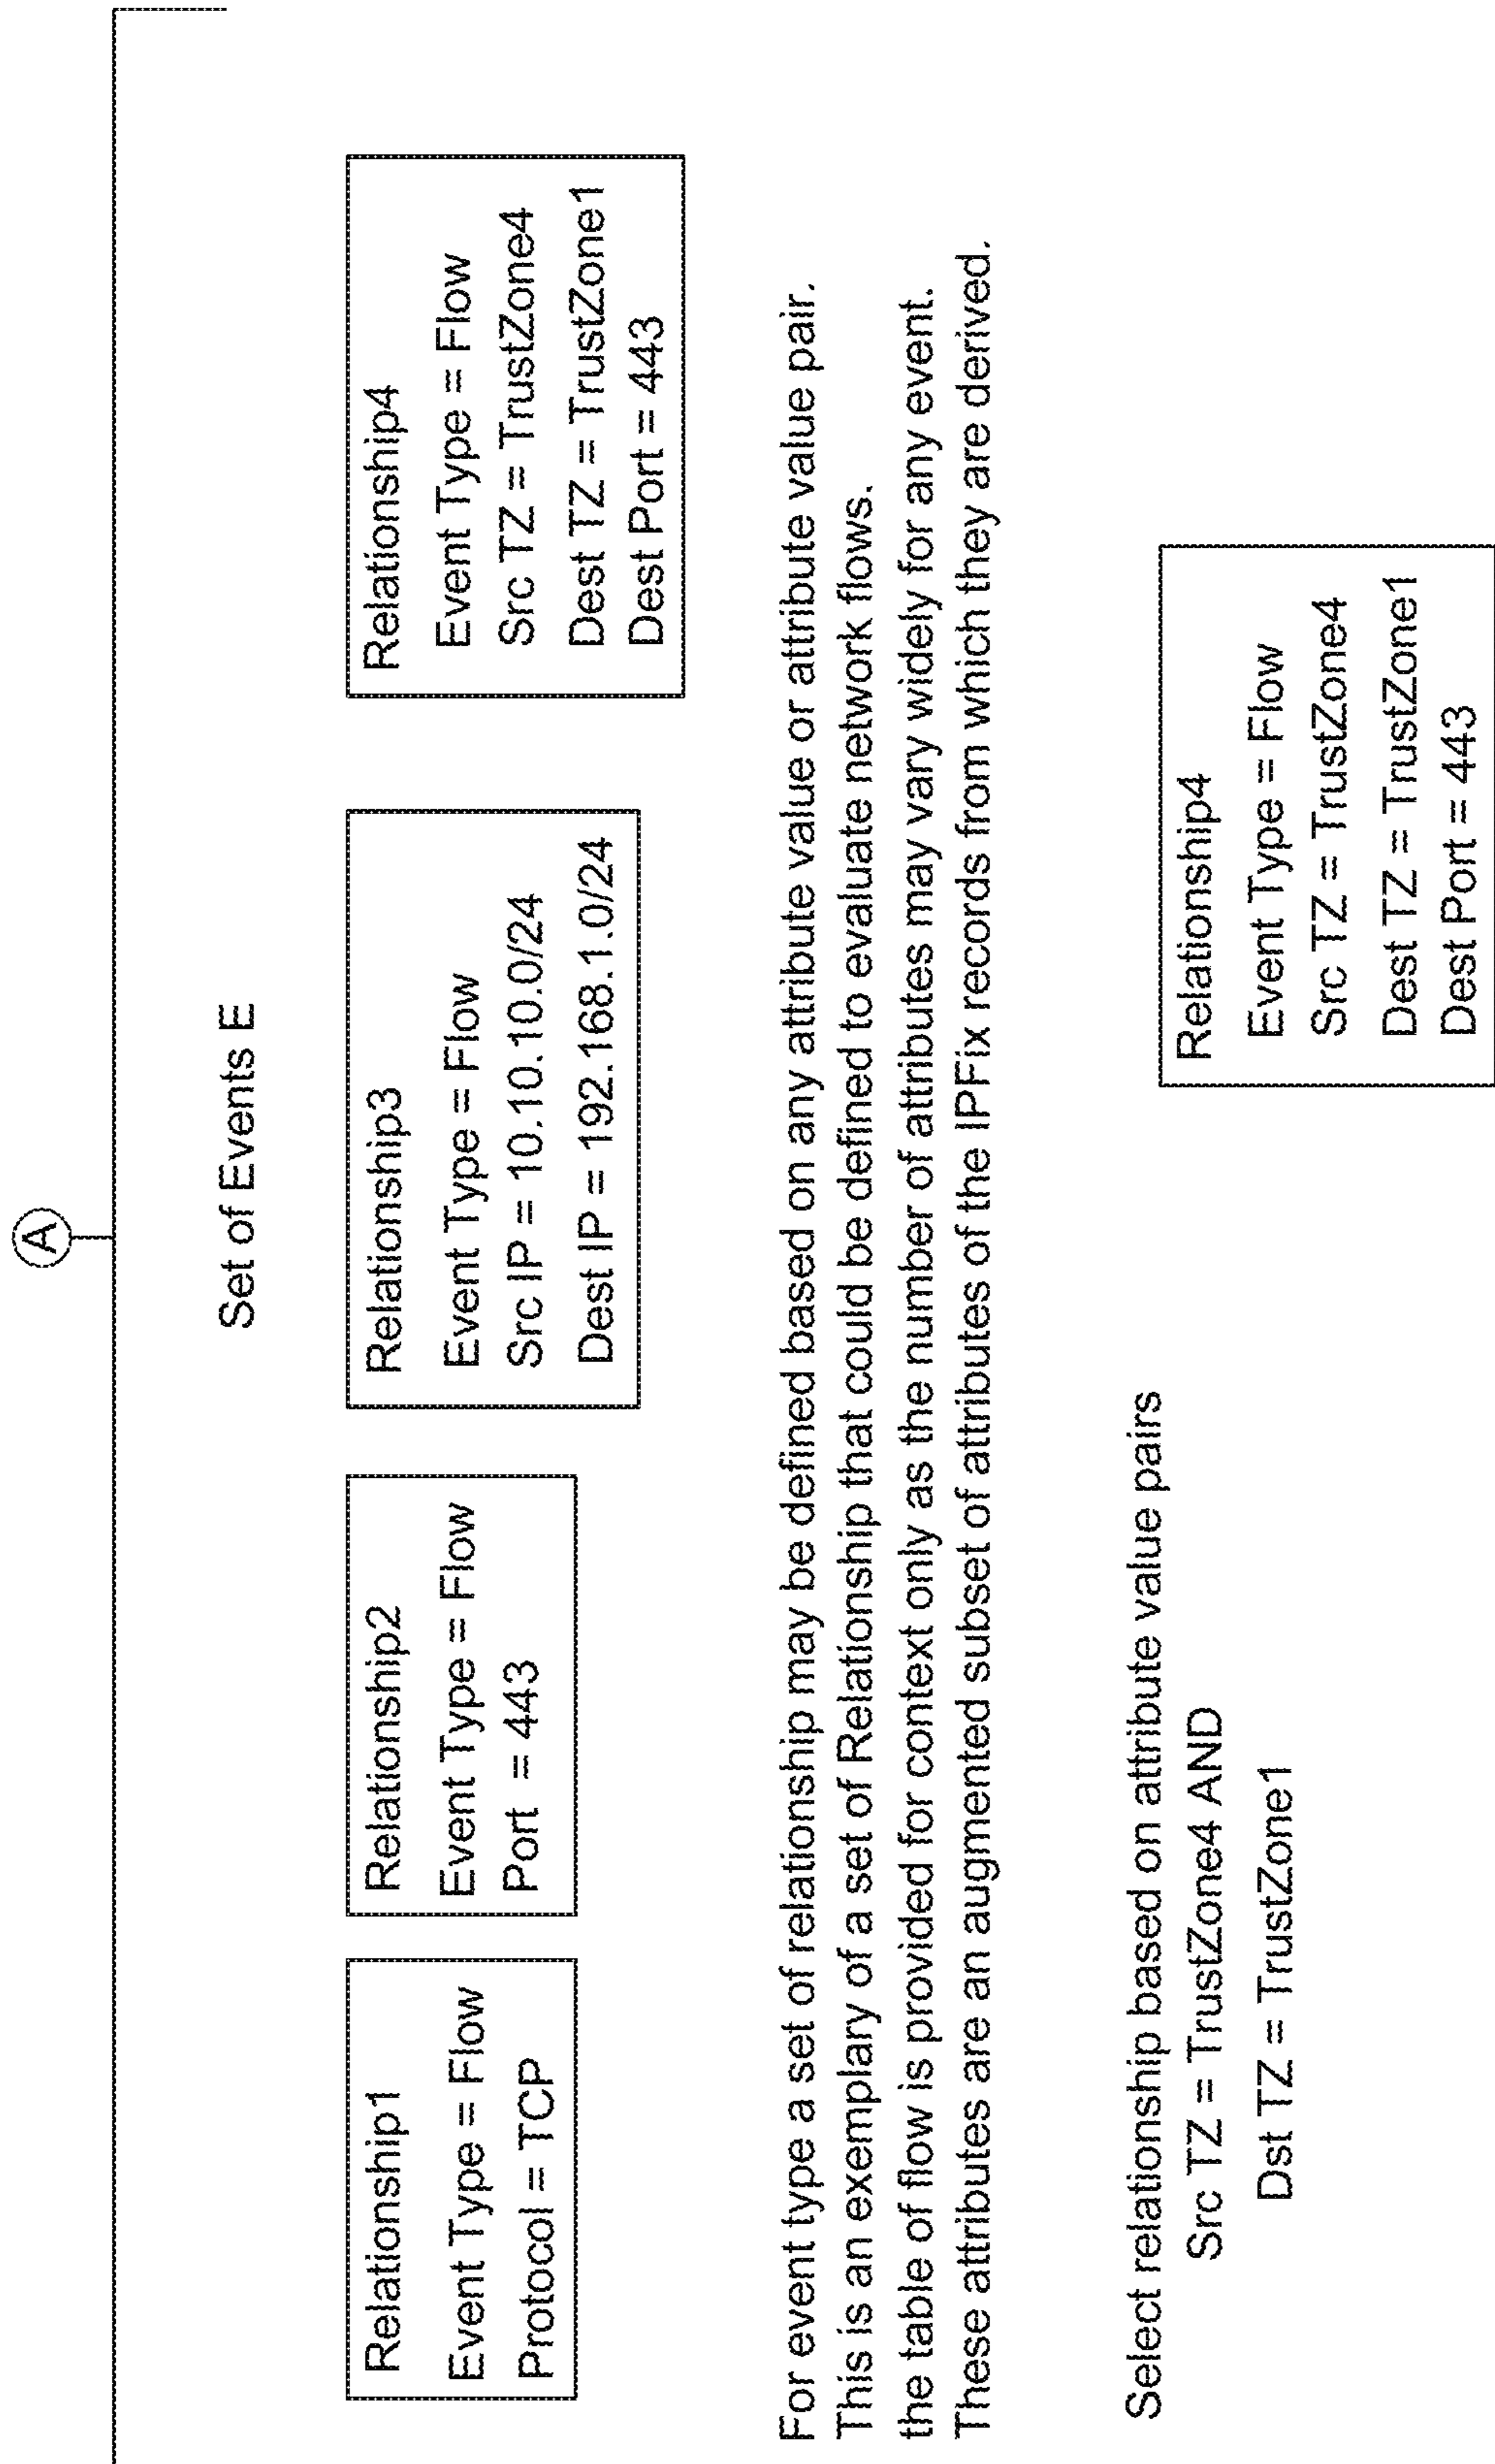 A
Set of Events E
Relationship1
Event Type = Flow
Protocol = TCP
Relationship2
Event Type = Flow
Port = 443
Relationship3
Event Type = Flow
Src IP = 10.10.10.0/24
Dest IP = 192.168.1.0/24
Relationship4
Event Type = Flow
Src TZ = TrustZone4
Dest TZ = TrustZone1
Dest Port = 443
For event type a set of relationship may be defined based on any attribute value or attribute value pair.
This is an exemplary of a set of Relationship that could be defined to evaluate network flows.
the table of flow is provided for context only as the number of attributes may vary widely for any event.
These attributes are an augmented subset of attributes of the IPFix records from which they are derived.
Select relationship based on attribute value pairs
Src TZ = TrustZone4 AND
Dst TZ = TrustZone1
Relationship4
Event Type = Flow
Src TZ = TrustZone4
Dest TZ = TrustZone1
Dest Port = 443